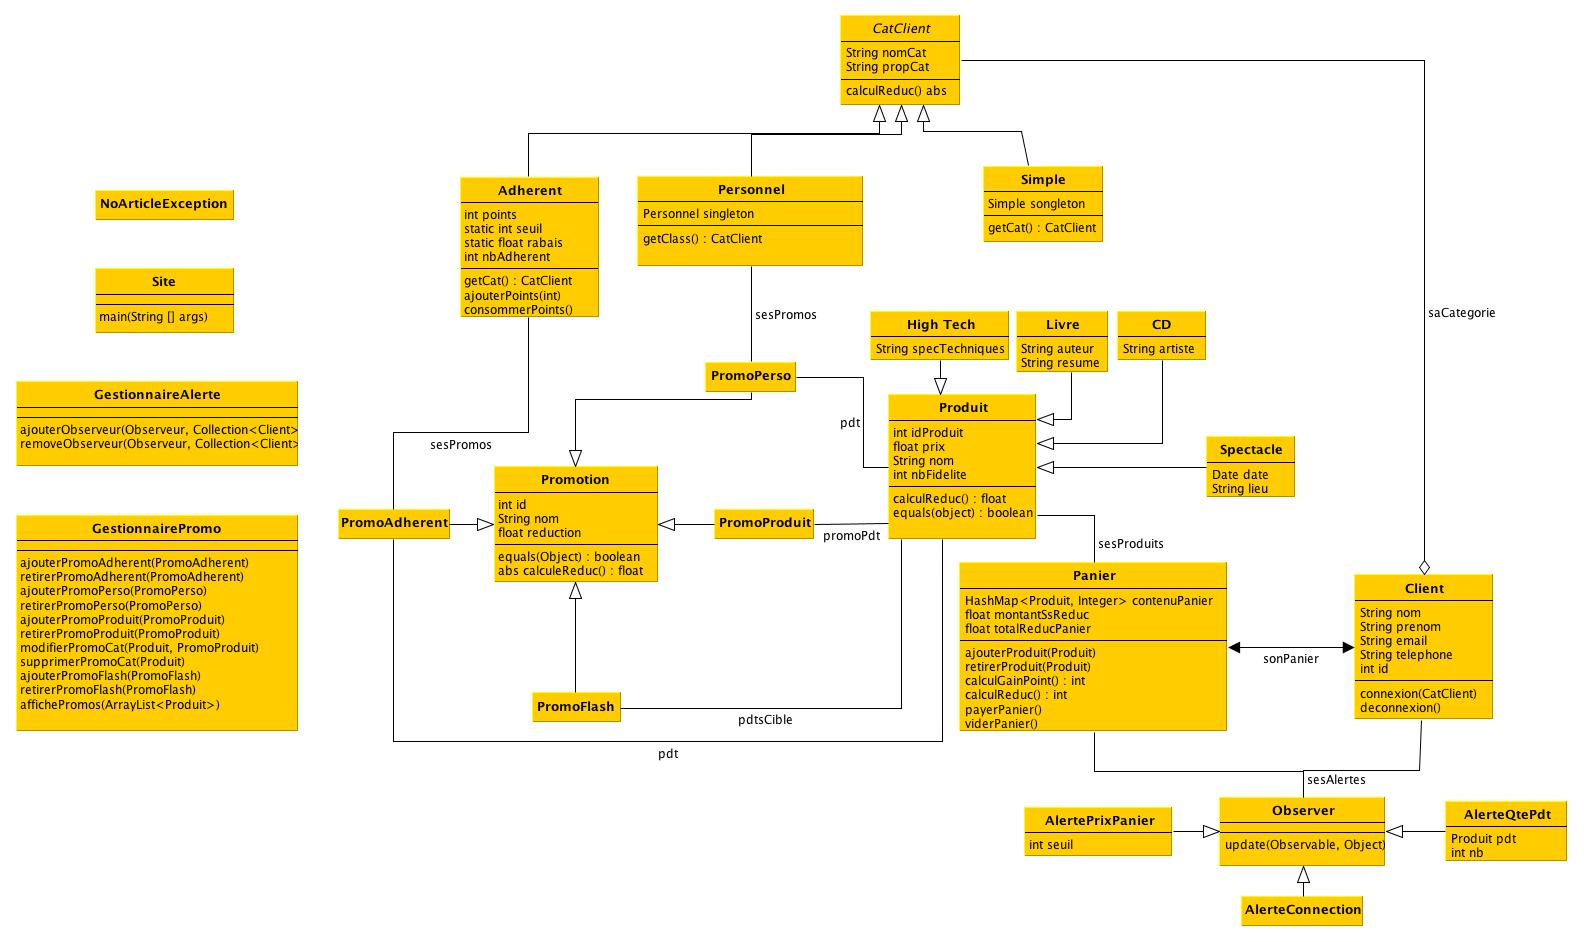 CatClient
String nomCat
String propCat
calculReduc() abs
Adherent
int points
static int seuil
static float rabais
int nbAdherent
getCat() : CatClient
ajouterPoints(int)
consommerPoints()
Personnel
Personnel singleton
getClass() : CatClient
Simple
Simple songleton
getCat() : CatClient
NoArticleException
Site
main(String [] args)
saCategorie
sesPromos
High Tech
String specTechniques
Livre
String auteur
String resume
CD
String artiste
PromoPerso
GestionnaireAlerte
ajouterObserveur(Observeur, Collection<Client>
removeObserveur(Observeur, Collection<Client>
sesPromos
pdt
Produit
int idProduit
float prix
String nom
int nbFidelite
calculReduc() : float
equals(object) : boolean
Spectacle
Date date
String lieu
Promotion
int id
String nom
float reduction
equals(Object) : boolean
abs calculeReduc() : float
PromoAdherent
PromoProduit
promoPdt
sesProduits
GestionnairePromo
ajouterPromoAdherent(PromoAdherent)
retirerPromoAdherent(PromoAdherent)
ajouterPromoPerso(PromoPerso)
retirerPromoPerso(PromoPerso)
ajouterPromoProduit(PromoProduit)
retirerPromoProduit(PromoProduit)
modifierPromoCat(Produit, PromoProduit)
supprimerPromoCat(Produit)
ajouterPromoFlash(PromoFlash)
retirerPromoFlash(PromoFlash)
affichePromos(ArrayList<Produit>)
Panier
HashMap<Produit, Integer> contenuPanier
float montantSsReduc
float totalReducPanier
ajouterProduit(Produit)
retirerProduit(Produit)
calculGainPoint() : int
calculReduc() : int
payerPanier()
viderPanier()
sonPanier
Client
String nom
String prenom
String email
String telephone
int id
connexion(CatClient)
deconnexion()
PromoFlash
pdtsCible
pdt
sesAlertes
AlertePrixPanier
int seuil
Observer
update(Observable, Object)
AlerteQtePdt
Produit pdt
int nb
AlerteConnection